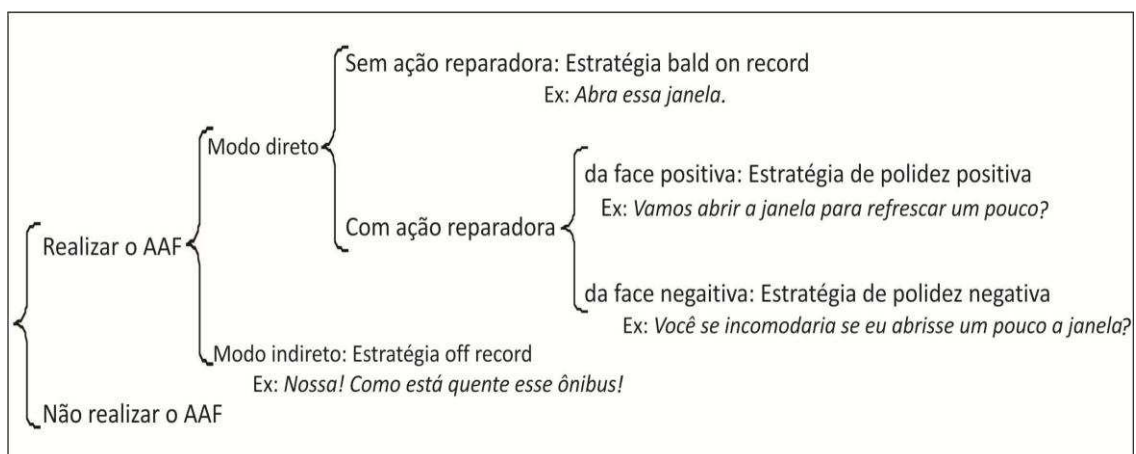 Sem ação reparadora: Estratégia bald on record
Ex: Abra essa janela.
Modo direto
da face positiva: Estratégia de polidez positiva
Ex: Vamos abrir a janela para refrescar um pouco?
Com ação reparadora
Realizar o AAF
da face negaitiva: Estratégia de polidez negativa
Ex: Você se incomodaria se eu abrisse um pouco a janela?
Modo indireto: Estratégia off record
Ex: Nossa! Como está quente esse ônibus!
Não realizar o AAF